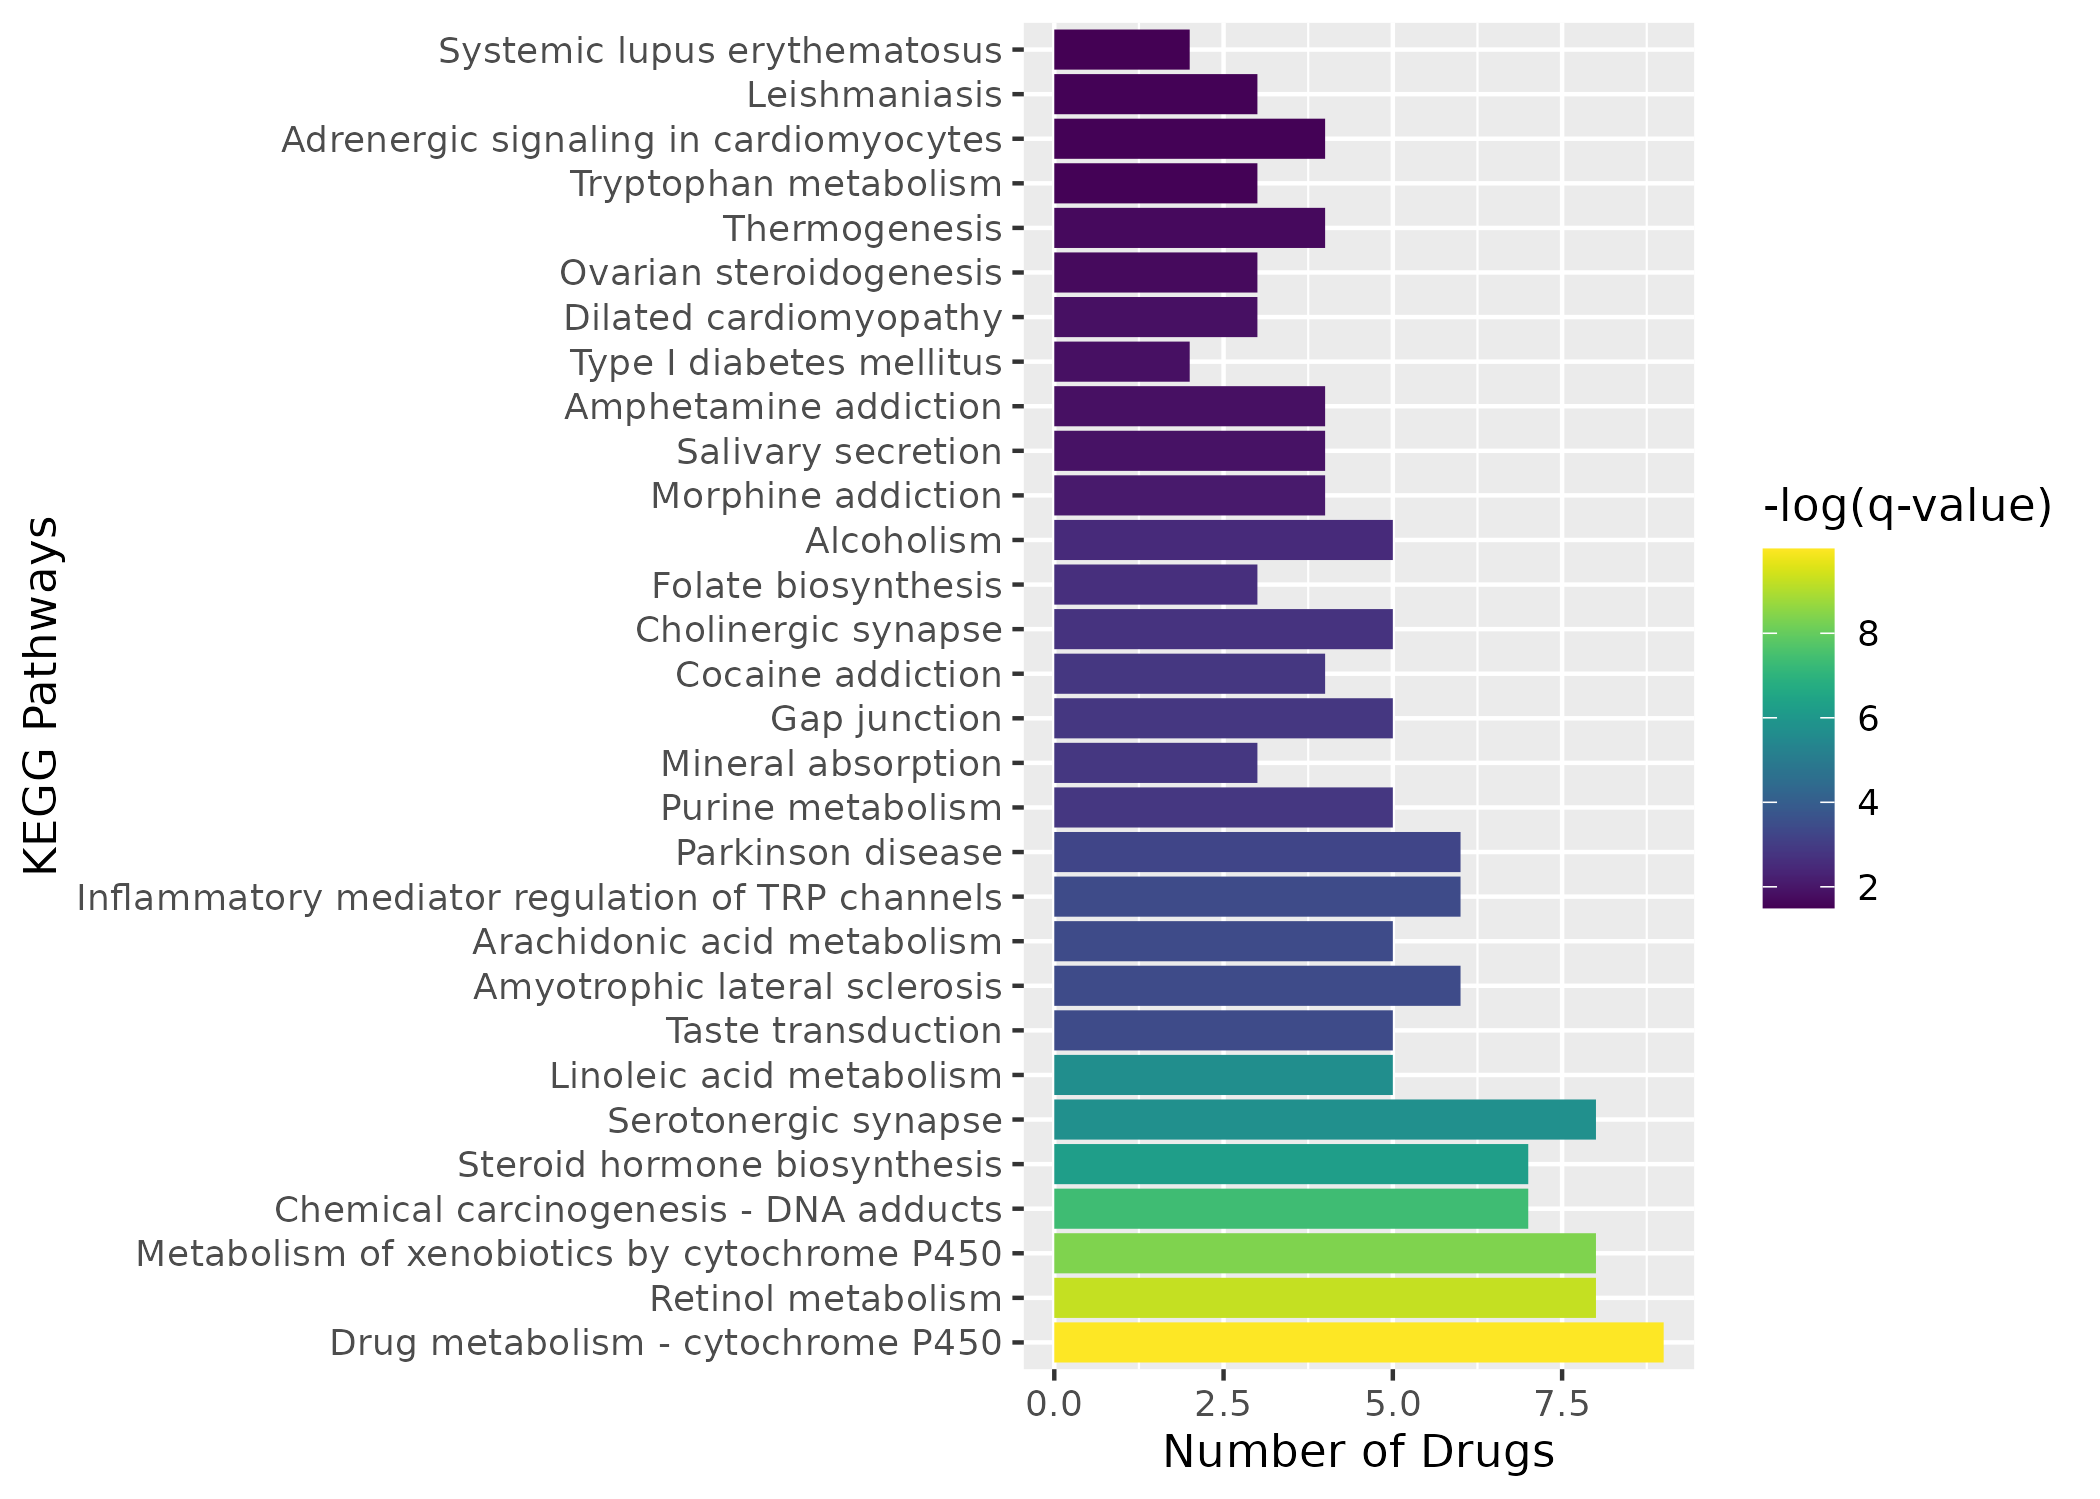 Systemic lupus erythematosus
Leishmaniasis
Adrenergic signaling in cardiomyocytes
Tryptophan metabolism
Thermogenesis
Ovarian steroidogenesis
Dilated cardiomyopathy
Type I diabetes mellitus
Amphetamine addiction
Salivary secretion
Morphine addiction
Alcoholism
Folate biosynthesis
Cholinergic synapse
Cocaine addiction
Gap junction
Mineral absorption
Purine metabolism
Parkinson disease
Inflammatory mediator regulation of TRP channels
Arachidonic acid metabolism
Amyotrophic lateral sclerosis
Taste transduction
Linoleic acid metabolism
Serotonergic synapse
Steroid hormone biosynthesis
Chemical carcinogenesis - DNA adducts
Metabolism of xenobiotics by cytochrome P450
Retinol metabolism
Drug metabolism - cytochrome P450
KEGG Pathways
0.0 2.5 5.0 7.5
Number of Drugs
-log(q-value)
8
6
4
2